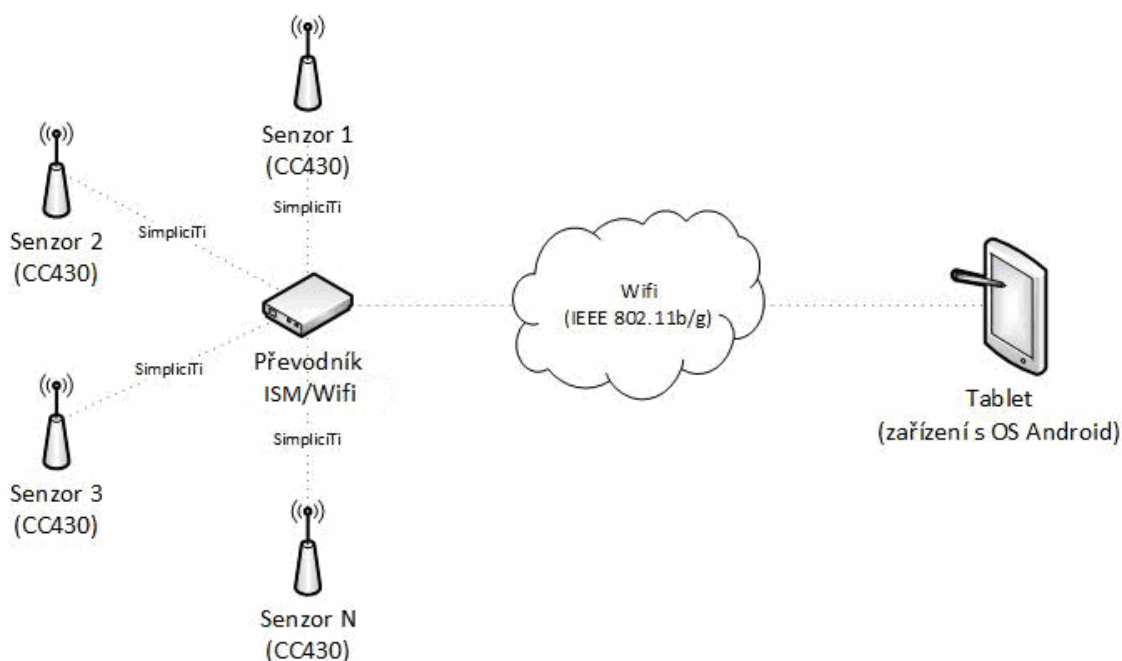 Senzor 1
(CC430)
SimpliciTi
Senzor 2
(CC430)
SimpliciTi
Wifi
(IEEE 802.11b/g)
Převodník
ISM/Wifi
SimpliciTi
Tablet
(zařízení s OS Android)
SimpliciTi
Senzor 3
(CC430)
Senzor N
(CC430)